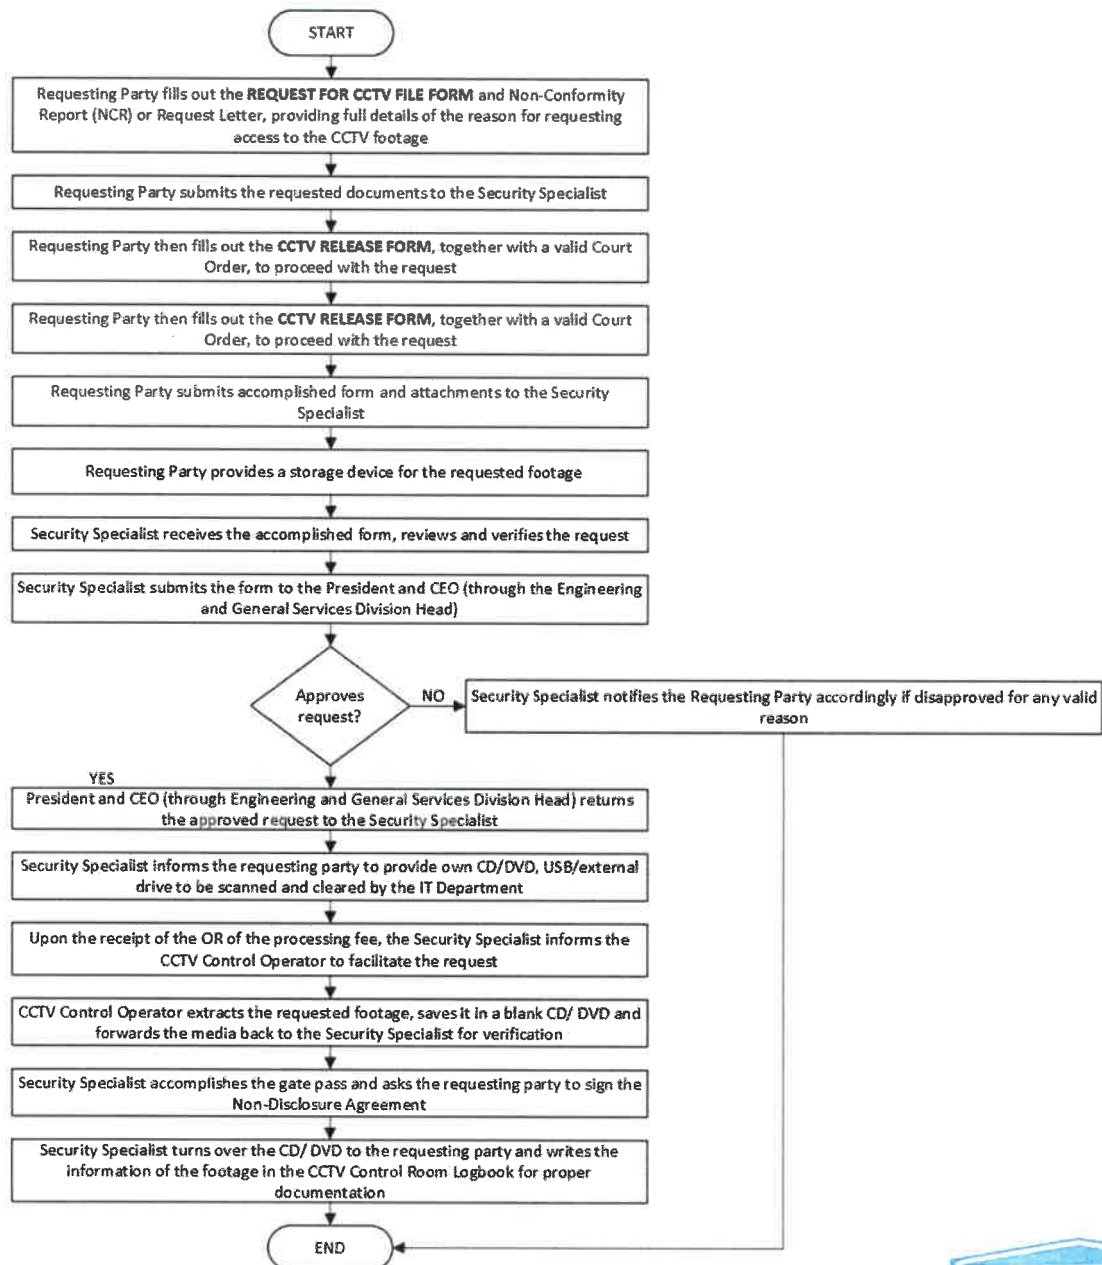 START
Requesting Party fills out the REQUEST FOR CCTV FILE FORM and Non-Conformity
Report (NCR) or Request Letter, providing full details of the reason for requesting
access to the CCTV footage
Requesting Party submits the requested documents to the Security Specialist
Requesting Party then fills out the CCTV RELEASE FORM, together with a valid Court
Order, to proceed with the request
Requesting Party then fills out the CCTV RELEASE FORM, together with a valid Court
Order, to proceed with the request
Requesting Party submits accomplished form and attachments to the Security
Specialist
Requesting Party provides a storage device for the requested footage
Security Specialist receives the accomplished form, reviews and verifies the request
Security Specialist submits the form to the President and CEO (through the Engineering
and General Services Division Head)
Approves
request?
NO
Security Specialist notifies the Requesting Party accordingly if disapproved for any valid
reason
YES
President and CEO (through Engineering and General Services Division Head) returns
the approved request to the Security Specialist
Security Specialist informs the requesting party to provide own CD/DVD, USB/external
drive to be scanned and cleared by the IT Department
Upon the receipt of the OR of the processing fee, the Security Specialist informs the
CCTV Control Operator to facilitate the request
CCTV Control Operator extracts the requested footage, saves it in a blank CD/ DVD and
forwards the media back to the Security Specialist for verification
Security Specialist accomplishes the gate pass and asks the requesting party to sign the
Non-Disclosure Agreement
Security Specialist turns over the CD/ DVD to the requesting party and writes the
information of the footage in the CCTV Control Room Logbook for proper
documentation
END